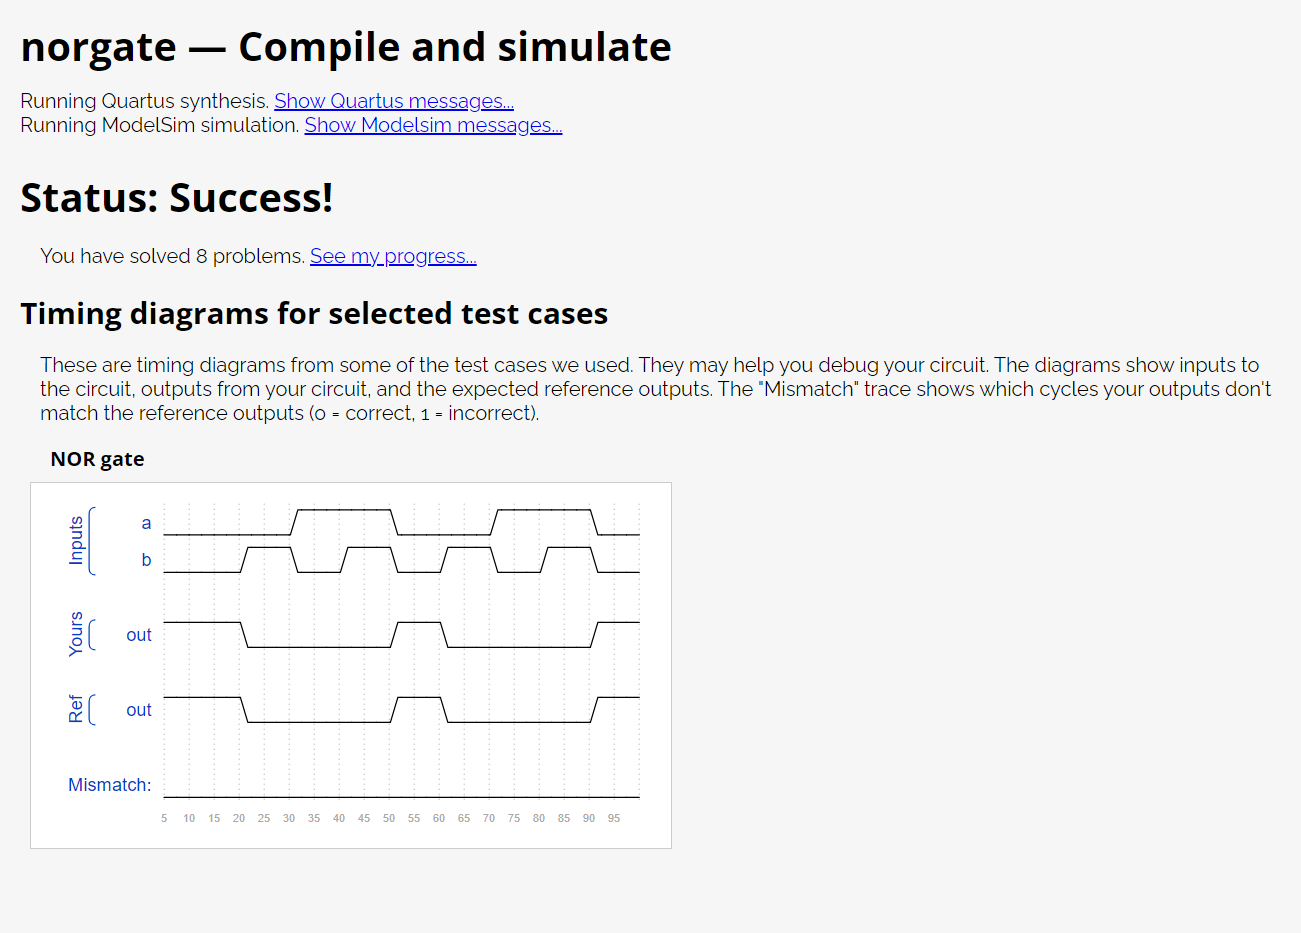 norgate — Compile and simulate
Running Quartus synthesis. Show Quartus messages...
Running ModelSim simulation. Show Modelsim messages...
Status: Success!
You have solved 8 problems. See my progress...
Timing diagrams for selected test cases
These are timing diagrams from some of the test cases we used. They may help you debug your circuit. The diagrams show inputs to
the circuit, outputs from your circuit, and the expected reference outputs. The "Mismatch" trace shows which cycles your outputs don't
match the reference outputs (0 = correct, 1 = incorrect).
NOR gate
Inputs
a
b
Yours
out
Ref
out
Mismatch:
5 10 15 20 25 30 35 40 45 50 55 60 65 70 75 80 85 90 95